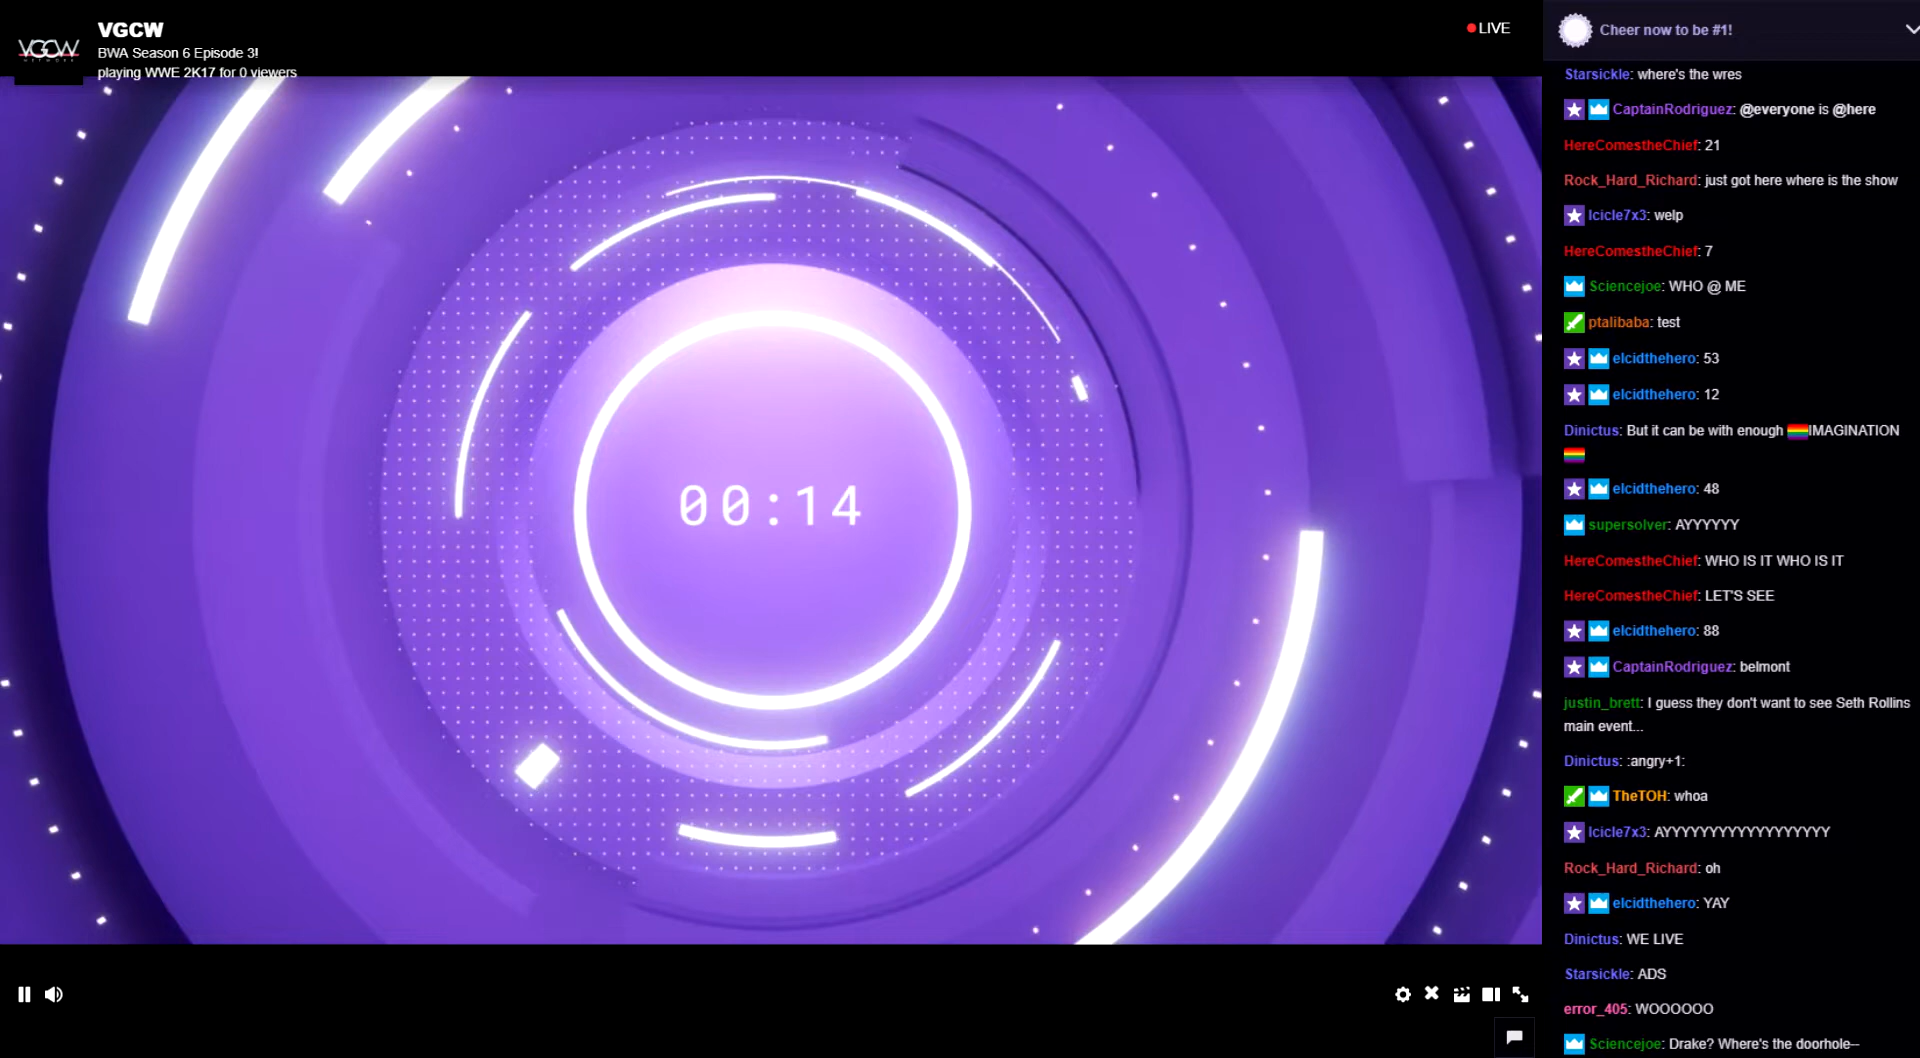 VGCW
NETWORK
VGCW
BWA Season 6 Episode 3!
playing WWE 2K17 for 0 viewers
LIVE
00:14
Cheer now to be #1!
Starsickle: where's the wres
CaptainRodriguez: @everyone is @here
HereComestheChief: 21
Rock_Hard_Richard: just got here where is the show
Icicle7x3: welp
HereComestheChief: 7
Sciencejoe: WHO @ ME
ptalibaba: test
elcidthehero: 53
elcidthehero: 12
Dinictus: But it can be with enough IMAGINATION
elcidthehero: 48
supersolver: AYYYYYY
HereComestheChief: WHO IS IT WHO IS IT
HereComestheChief: LET'S SEE
elcidthehero: 88
CaptainRodriguez: belmont
justin_brett: I guess they don't want to see Seth Rollins
main event...
Dinictus: :angry+1:
TheTOH: whoa
Icicle7x3: AYYYYYYYYYYYYYYYYYY
Rock_Hard_Richard: oh
elcidthehero: YAY
Dinictus: WE LIVE
Starsickle: ADS
error_405: WOOOOOO
Sciencejoe: Drake? Where's the doorhole--